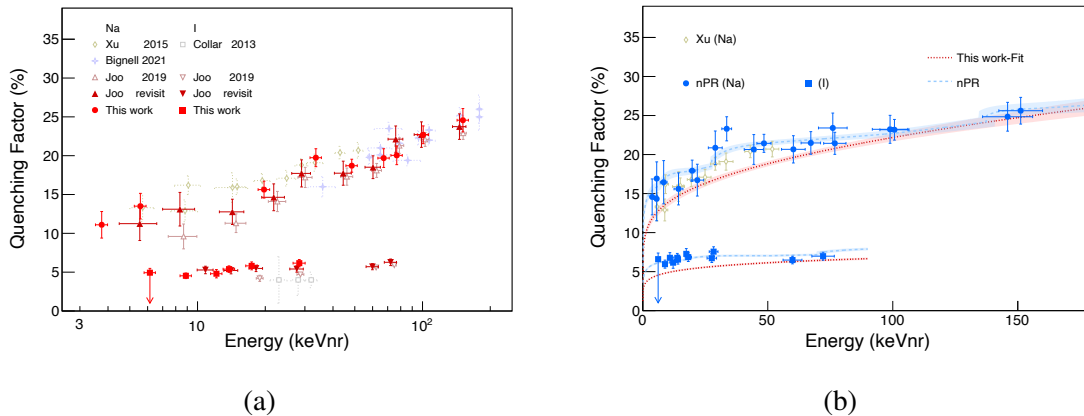 Quenching Factor (%)
35
30
25
20
15
10
5
0
Na I
Xu 2015 Collar 2013
Bignell 2021
Joo 2019 Joo 2019
Joo revisit Joo revisit
This work This work
3 10 10²
Energy (keVnr)
(a)
Quenching Factor (%)
35
30
25
20
15
10
5
0
Xu (Na)
This work-Fit
nPR (Na) (I) nPR
0 50 100 150
Energy (keVnr)
(b)